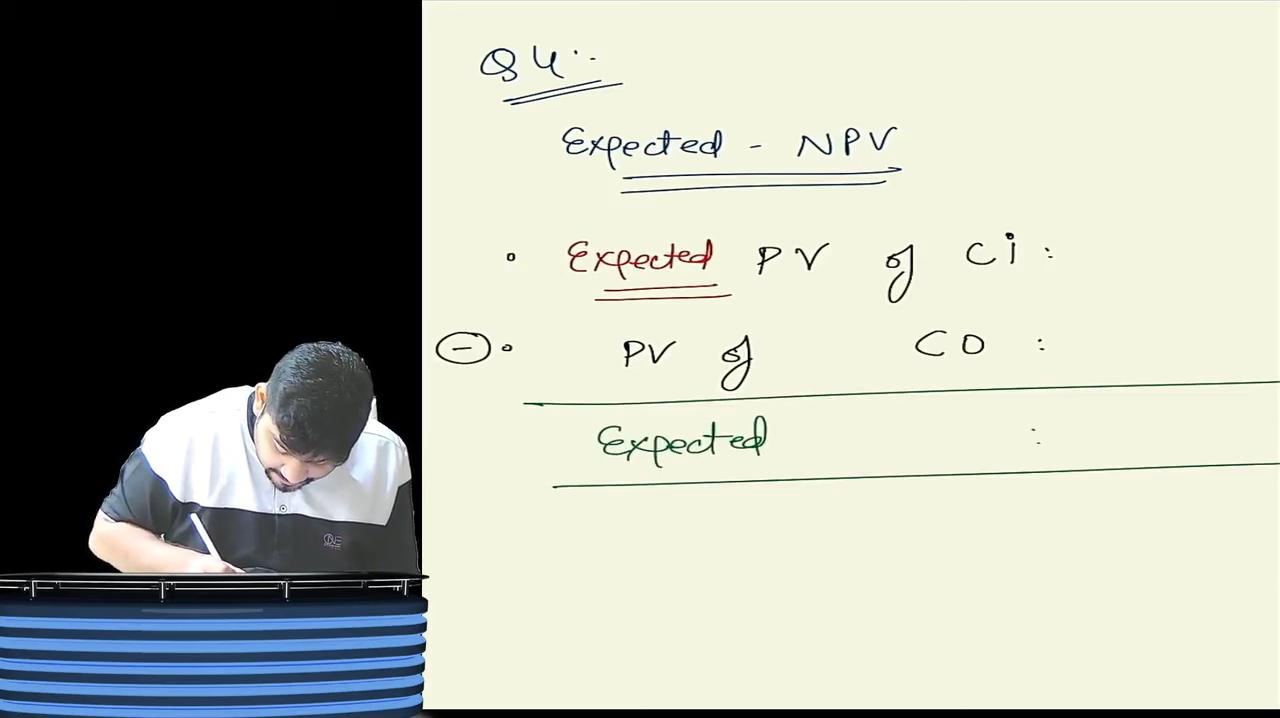 Q4:-
Expected - NPV
• Expected PV of Ci :
(-) • PV of CO :
Expected :